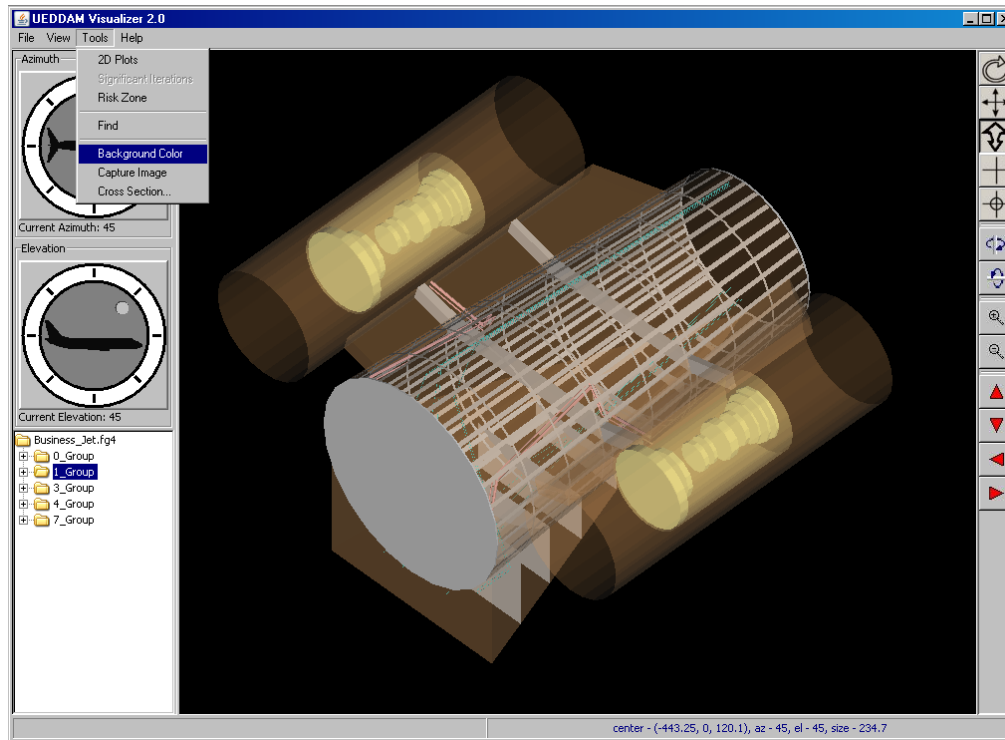 UEDDAM Visualizer 2.0
File View Tools Help
Azimuth
2D Plots
Significant Iterations
Risk Zone
Find
Background Color
Capture Image
Cross Section...
Current Azimuth: 45
Elevation
Current Elevation: 45
Business_Jet.fg4
0_Group
1_Group
3_Group
4_Group
7_Group
center - (-443.25, 0, 120.1), az - 45, el - 45, size - 234.7